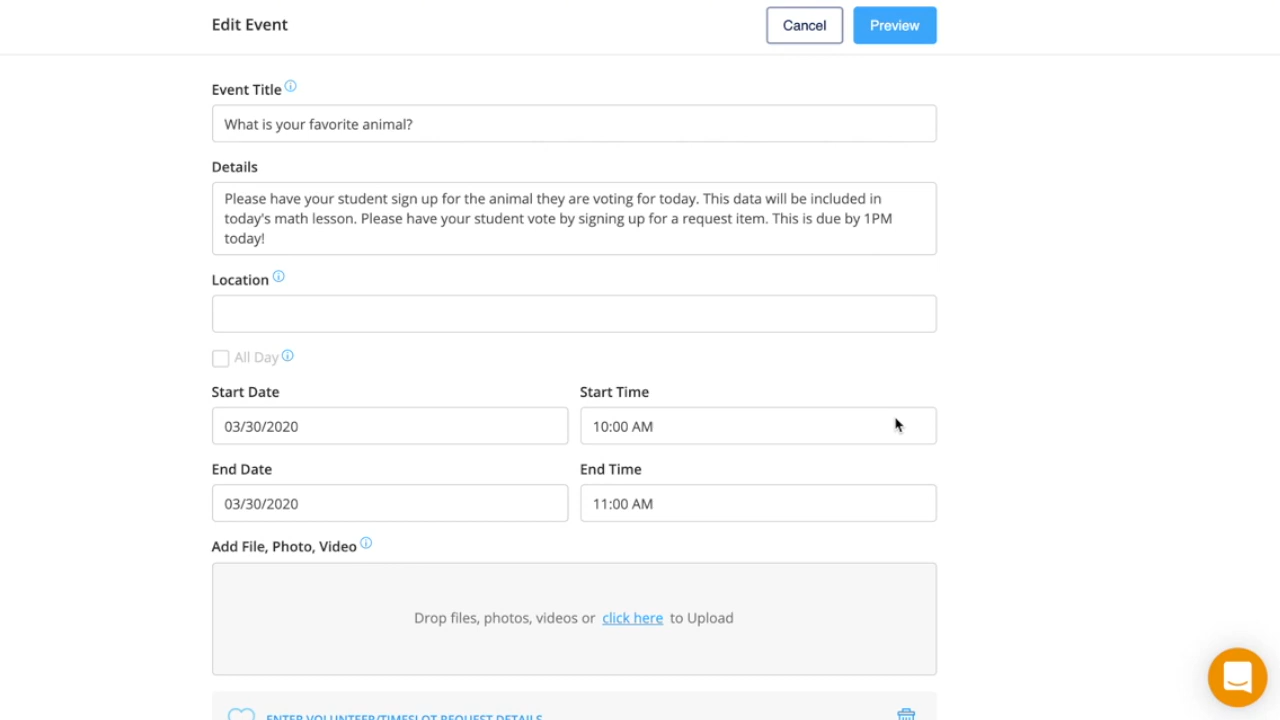 Edit Event
Cancel
Preview
Event Title
What is your favorite animal?
Details
Please have your student sign up for the animal they are voting for today. This data will be included in
today's math lesson. Please have your student vote by signing up for a request item. This is due by 1PM
today!
Location
All Day
Start Date
Start Time
03/30/2020
10:00 AM
End Date
End Time
03/30/2020
11:00 AM
Add File, Photo, Video
Drop files, photos, videos or click here to Upload
ENTER VOLUNTEER/TIMESLOT REQUEST DETAILS